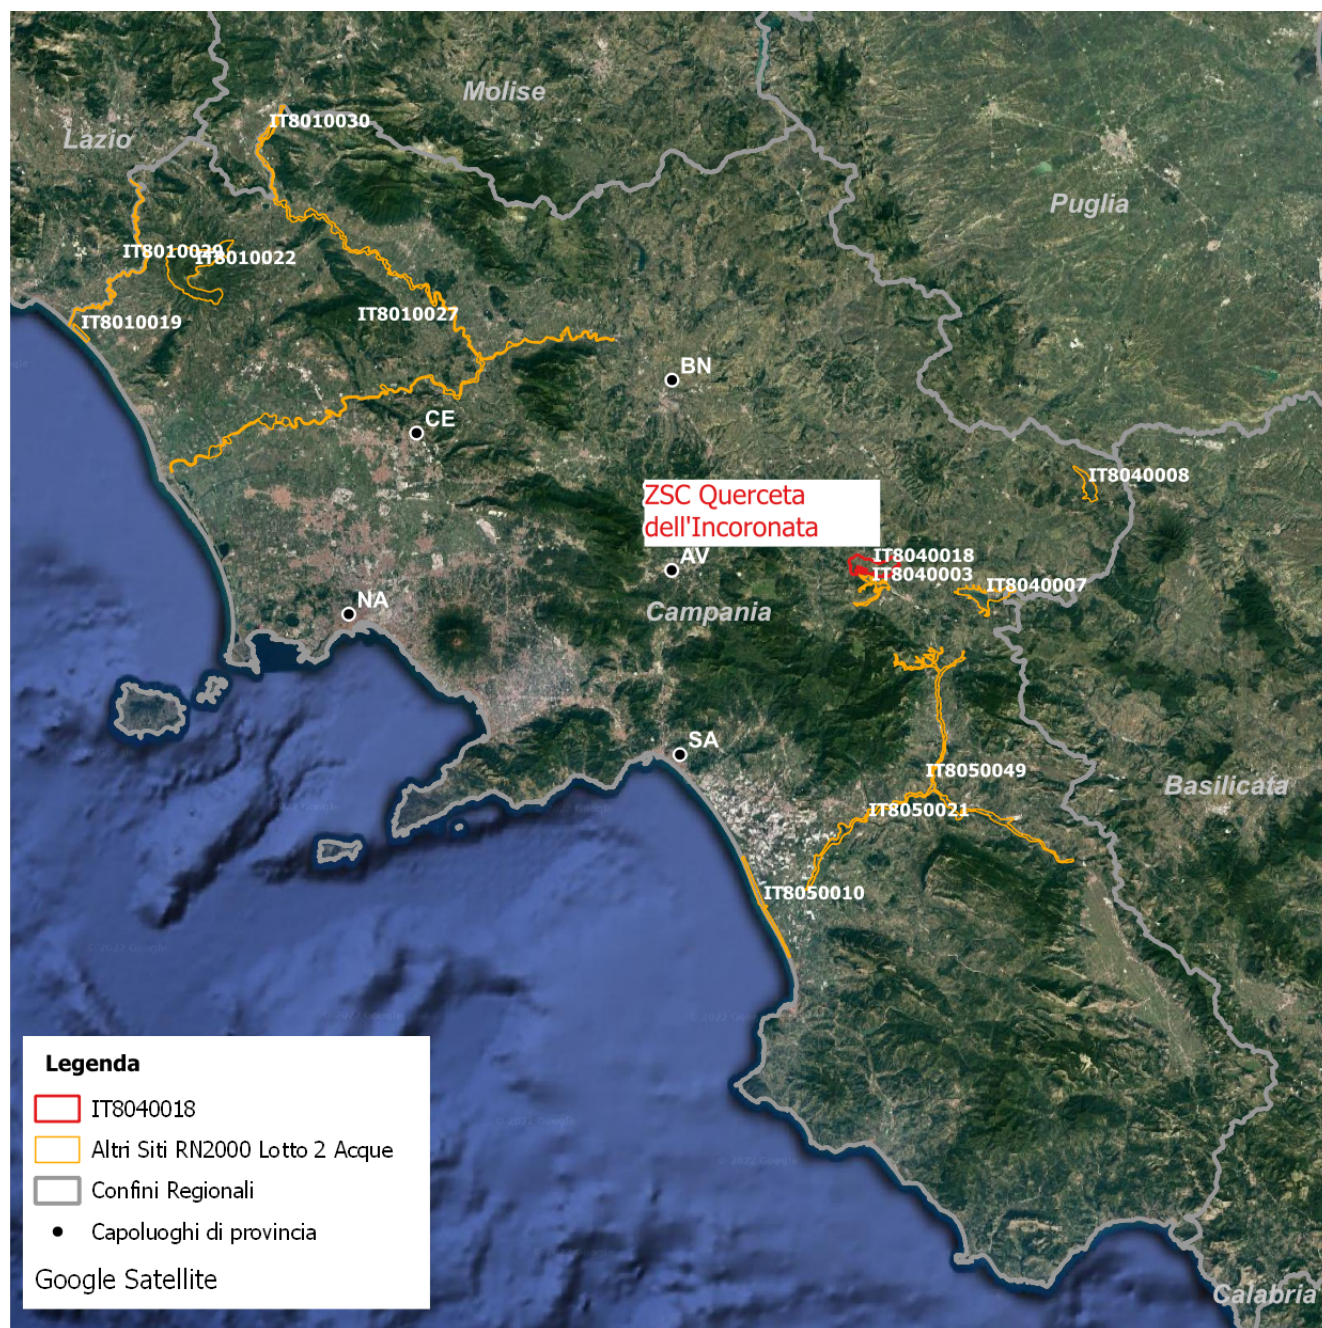 Molise
IT8010030
Lazio
Puglia
IT8010029
IT8010022
IT8010027
IT8010019
BN
CE
IT8040008
ZSC Querceta
dell'Incoronata
AV
IT8040018
IT8040003
IT8040007
NA
Campania
SA
IT8050049
Basilicata
IT8050021
IT8050010
© 2022 Google
Legenda
IT8040018
Altri Siti RN2000 Lotto 2 Acque
Confini Regionali
Capoluoghi di provincia
Google Satellite
Calabria